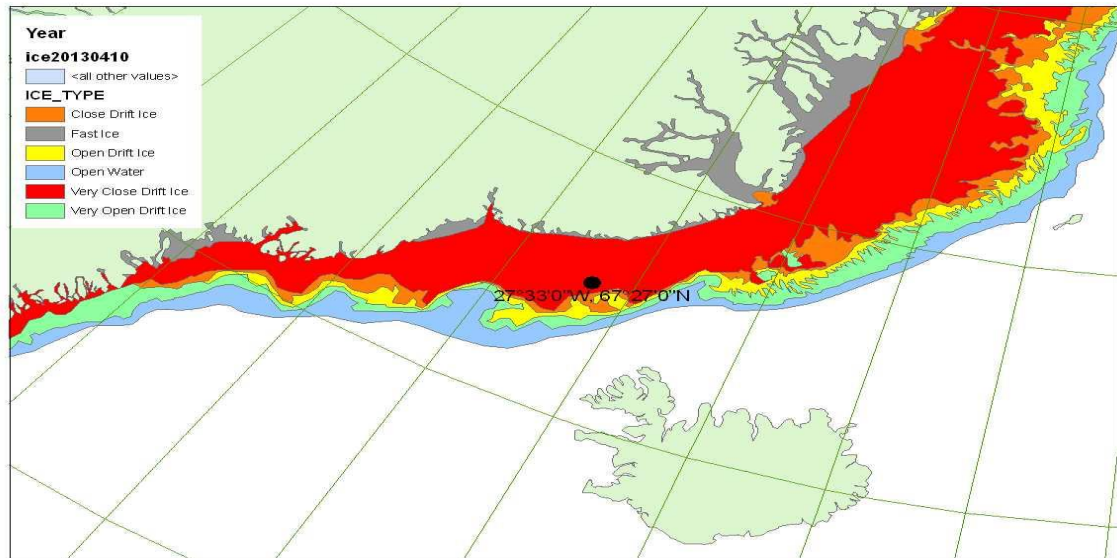 Year
ice20130410
<all other values>
ICE_TYPE
Close Drift Ice
Fast Ice
Open Drift Ice
Open Water
Very Close Drift Ice
Very Open Drift Ice
27°33'0"W, 67°27'0"N